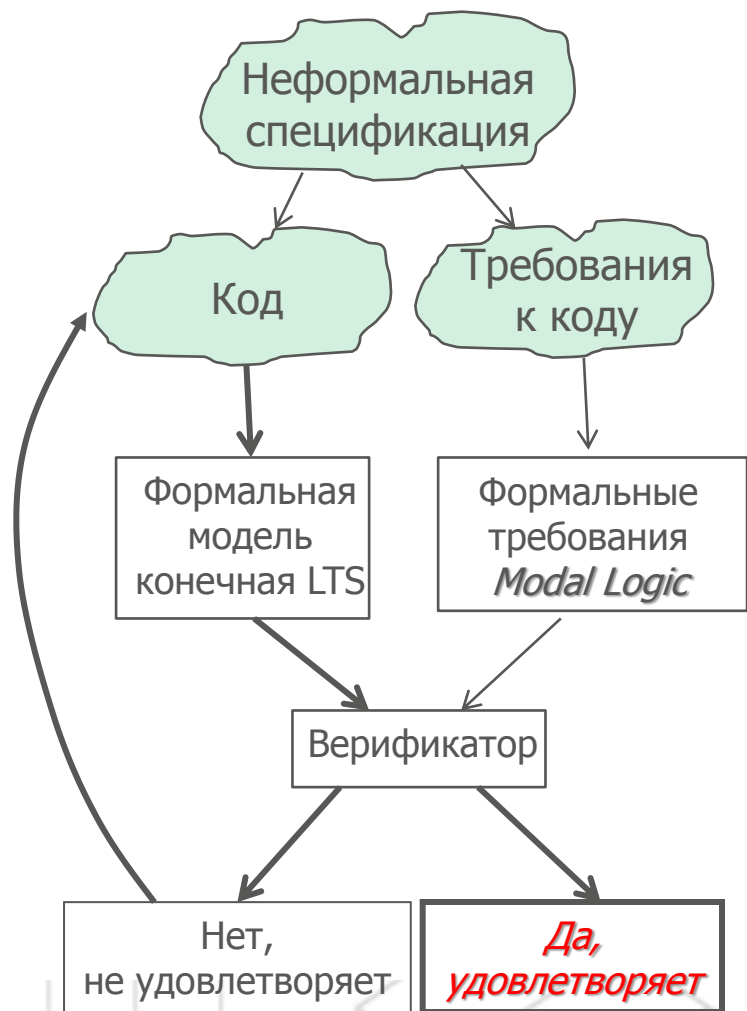 Неформальная
спецификация
Код
Требования
к коду
Формальная
модель
конечная LTS
Формальные
требования
Modal Logic
Верификатор
Нет,
не удовлетворяет
Да,
удовлетворяет